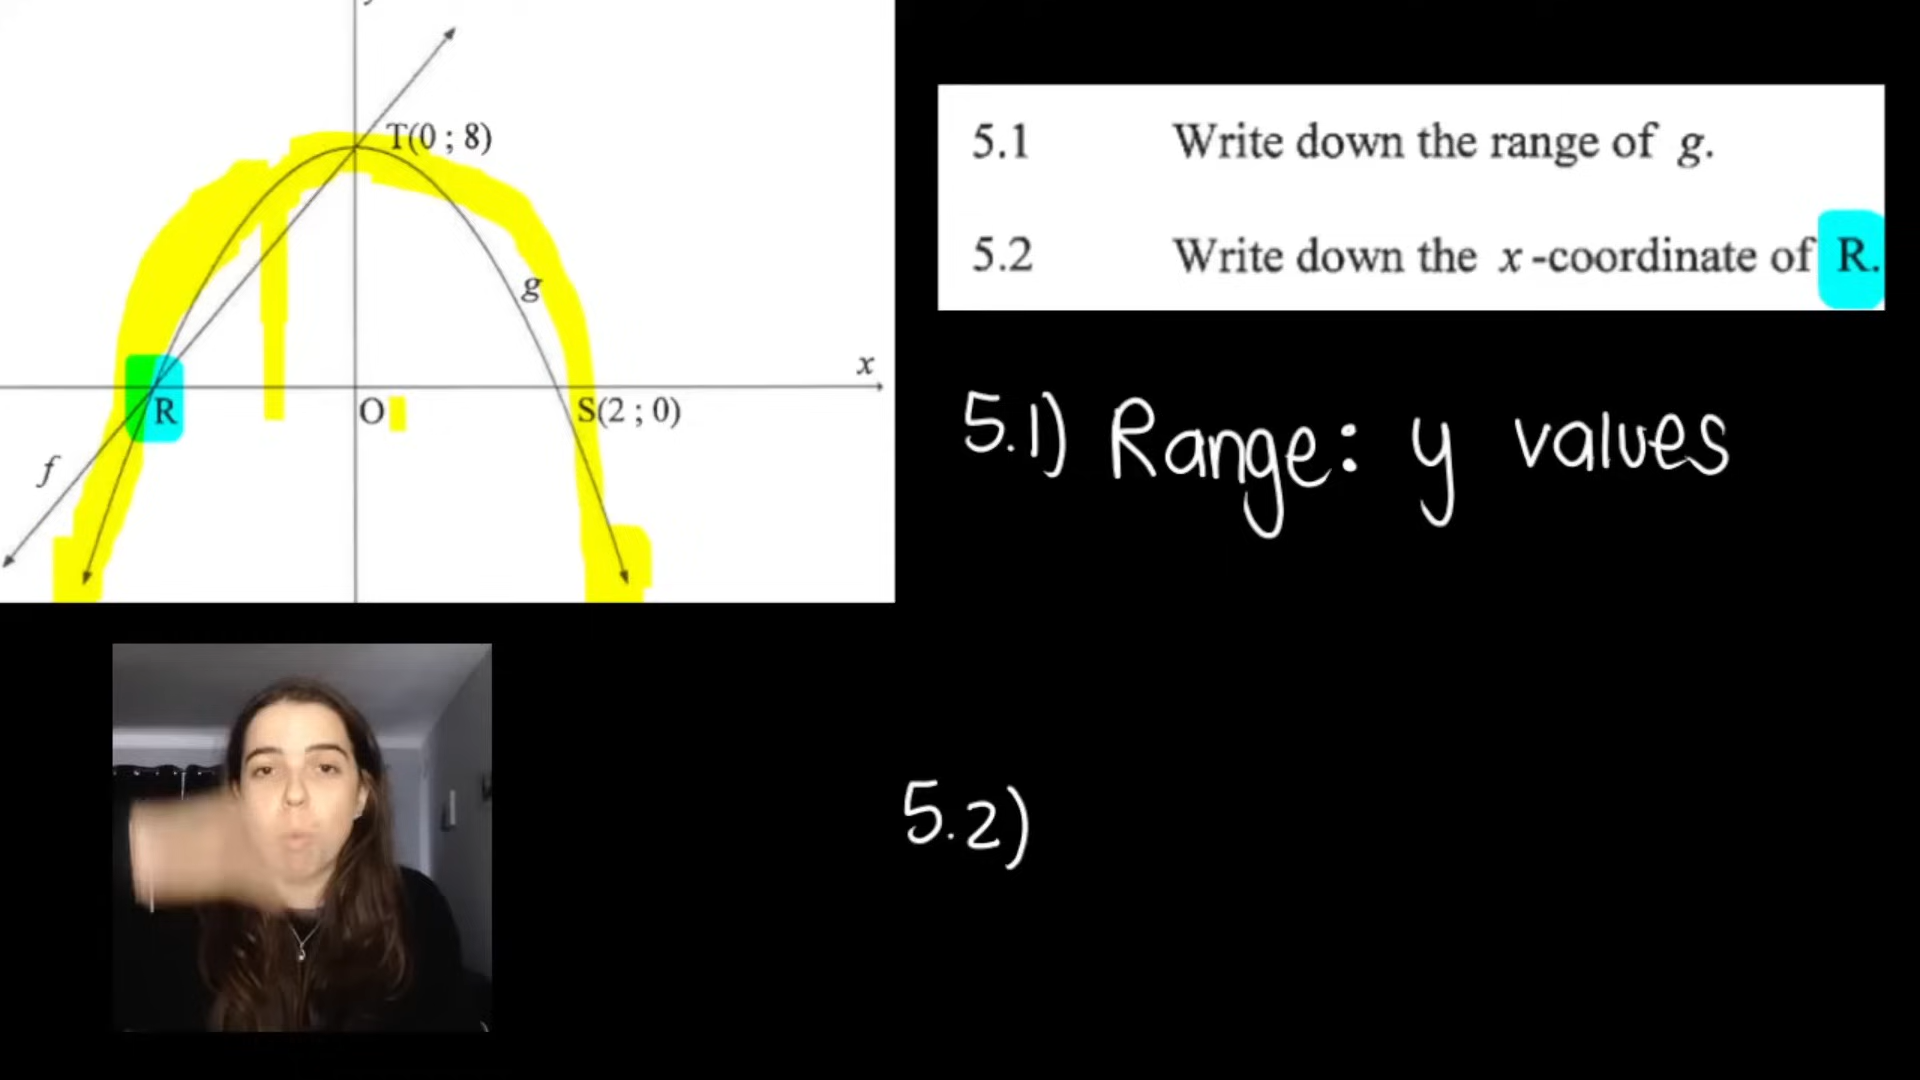 T(0 ; 8)
g
x
R
O
S(2 ; 0)
f
5.1 Write down the range of g.
5.2 Write down the x-coordinate of R.
5.1) Range: y values
5.2)